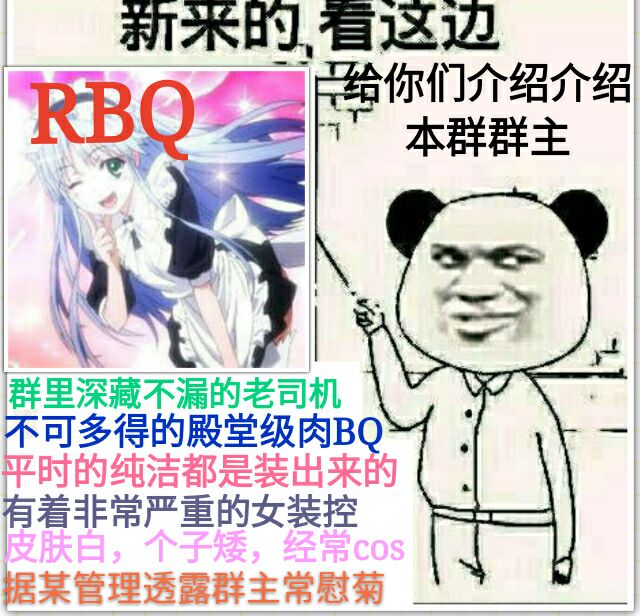 新来的,看这边
给你们介绍介绍
本群群主
RBQ
群里深藏不漏的老司机
不可多得的殿堂级肉BQ
平时的纯洁都是装出来的
有着非常严重的女装控
皮肤白，个子矮，经常cos
据某管理透露群主常慰菊